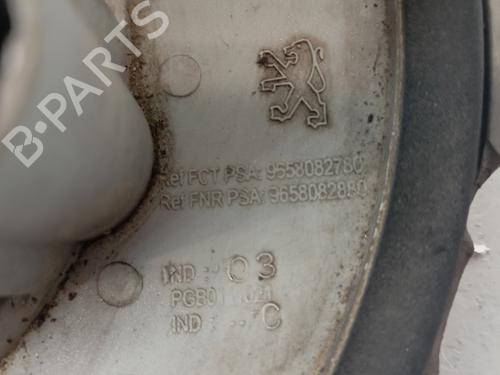 B-Parts
Ref FCT PSA: 9658082780
Ref FNR PSA: 9658082880
IND : -- 03
IND : -- C